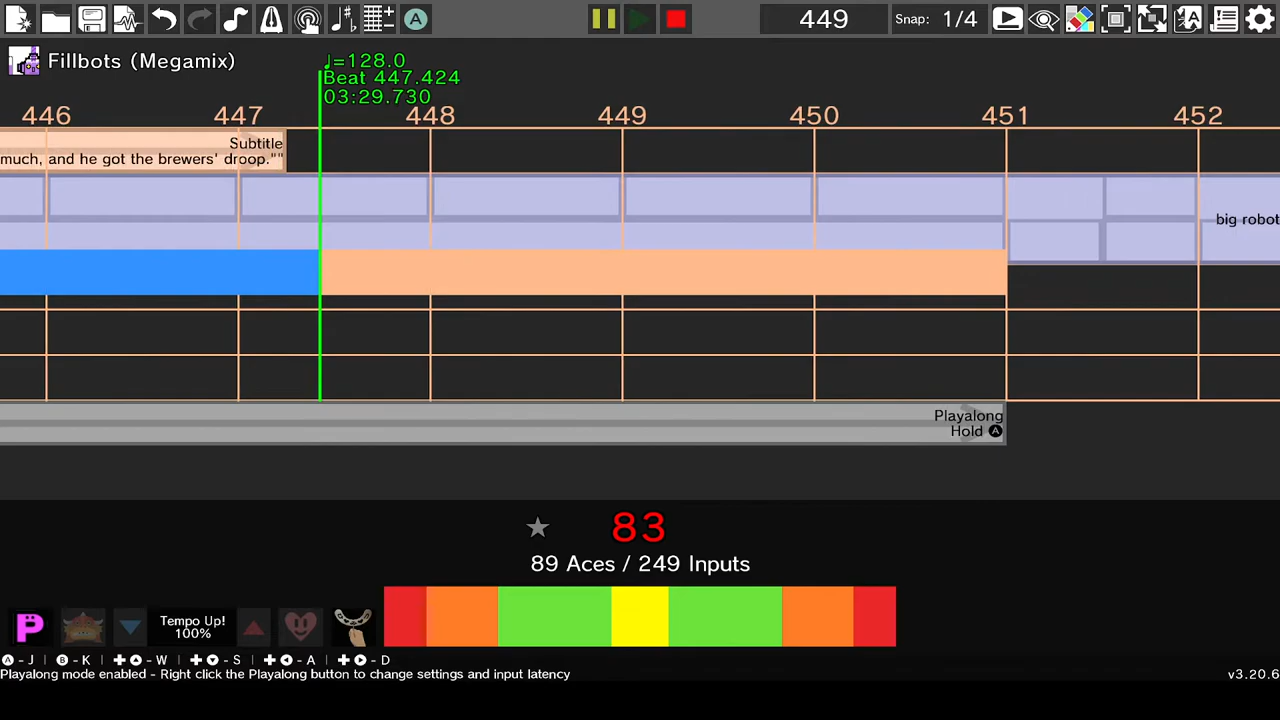 A
449
Snap: 1/4
A
Fillbots (Megamix)
♩=128.0
Beat 447.424
03:29.730
446 447 448 449 450 451 452
Subtitle
much, and he got the brewers' droop.""
big robot
Playalong
Hold A
83
89 Aces / 249 Inputs
P
Tempo Up!
100%
A-J B-K -W -S -A -D
Playalong mode enabled - Right click the Playalong button to change settings and input latency
v3.20.6